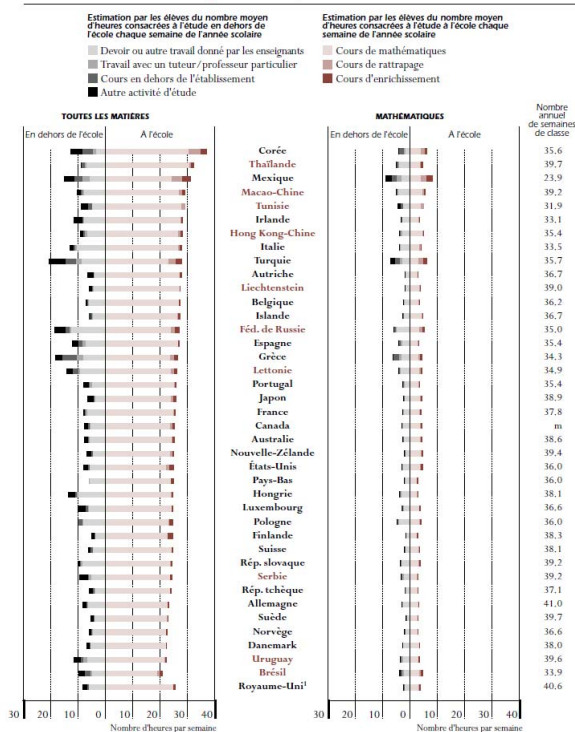 Estimation par les élèves du nombre moyen
d'heures consacrées à l'étude en dehors de
l'école chaque semaine de l'année scolaire
Devoir ou autre travail donné par les enseignants
Travail avec un tuteur/professeur particulier
Cours en dehors de l'établissement
Autre activité d'étude
Estimation par les élèves du nombre moyen
d'heures consacrées à l'étude à l'école chaque
semaine de l'année scolaire
Cours de mathématiques
Cours de rattrapage
Cours d'enrichissement
TOUTES LES MATIÈRES
En dehors de l'école
A l'école
MATHÉMATIQUES
En dehors de l'école
A l'école
Nombre
annuel
de semaines
de classe
Corée 35,6
Thaïlande 39,7
Mexique 23,9
Macao-Chine 39,2
Tunisie 31,9
Irlande 33,1
Hong Kong-Chine 35,4
Italie 33,5
Turquie 35,7
Autriche 36,7
Liechtenstein 39,0
Belgique 36,2
Islande 36,7
Féd. de Russie 35,0
Espagne 35,4
Grèce 34,3
Lettonie 34,9
Portugal 35,4
Japon 38,9
France 37,8
Canada m
Australie 38,6
Nouvelle-Zélande 39,4
États-Unis 36,0
Pays-Bas 36,0
Hongrie 38,1
Luxembourg 36,6
Pologne 36,0
Finlande 38,3
Suisse 38,1
Rép. slovaque 39,2
Serbie 39,2
Rép. tchèque 37,1
Allemagne 41,0
Suède 39,7
Norvège 36,6
Danemark 38,0
Uruguay 39,6
Brésil 33,9
Royaume-Uni¹ 40,6
30 20 10 0 10 20 30 40
Nombre d'heures par semaine
30 20 10 0 10 20 30 40
Nombre d'heures par semaine